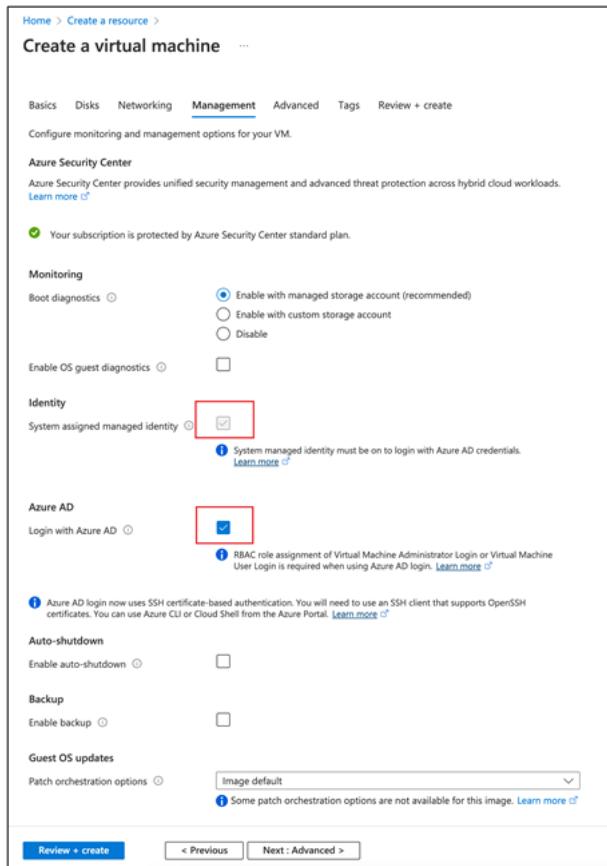 Home > Create a resource >
Create a virtual machine ...
Basics Disks Networking Management Advanced Tags Review + create
Configure monitoring and management options for your VM.
Azure Security Center
Azure Security Center provides unified security management and advanced threat protection across hybrid cloud workloads.
Learn more
Your subscription is protected by Azure Security Center standard plan.
Monitoring
Boot diagnostics
Enable with managed storage account (recommended)
Enable with custom storage account
Disable
Enable OS guest diagnostics
Identity
System assigned managed identity
System managed identity must be on to login with Azure AD credentials.
Learn more
Azure AD
Login with Azure AD
RBAC role assignment of Virtual Machine Administrator Login or Virtual Machine
User Login is required when using Azure AD login. Learn more
Azure AD login now uses SSH certificate-based authentication. You will need to use an SSH client that supports OpenSSH
certificates. You can use Azure CLI or Cloud Shell from the Azure Portal. Learn more
Auto-shutdown
Enable auto-shutdown
Backup
Enable backup
Guest OS updates
Patch orchestration options
Image default
Some patch orchestration options are not available for this image. Learn more
Review + create < Previous Next : Advanced >